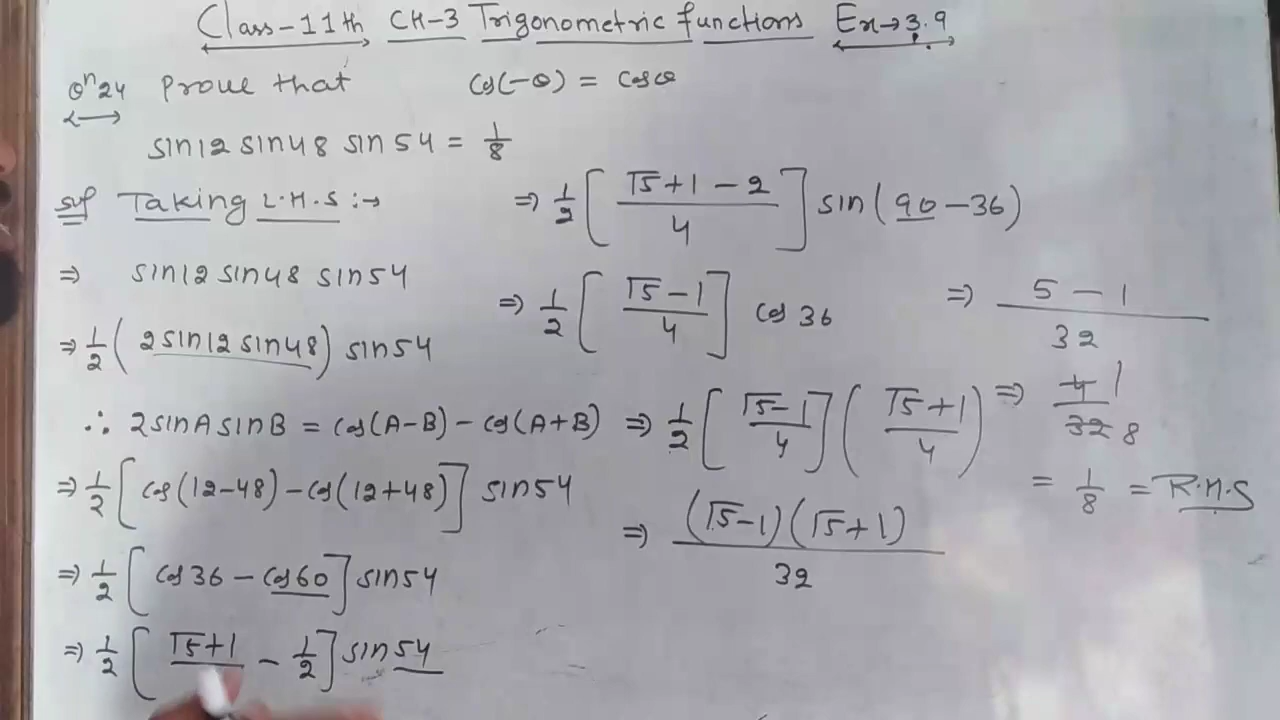 Class-11th CH-3 Trigonometric functions Ex→3.9
Qⁿ24 Prove that cos(-θ) = cosθ
sin12 sin48 sin54 = 1/8
Sol Taking L.H.S :→
⇒ sin12 sin48 sin54
⇒ 1/2 (2sin12 sin48) sin54
∴ 2sinA sinB = cos(A-B) - cos(A+B)
⇒ 1/2 [cos(12-48) - cos(12+48)] sin54
⇒ 1/2 [cos36 - cos60] sin54
⇒ 1/2 [√5+1 - 1/2] sin54
⇒ 1/2 [(√5+1-2)/4] sin(90-36)
⇒ 1/2 [(√5-1)/4] cos36
⇒ 1/2 [(√5-1)/4] ((√5+1)/4)
⇒ (√5-1)(√5+1)/32
⇒ (5-1)/32
⇒ 4/32 1 8
= 1/8 = R.H.S